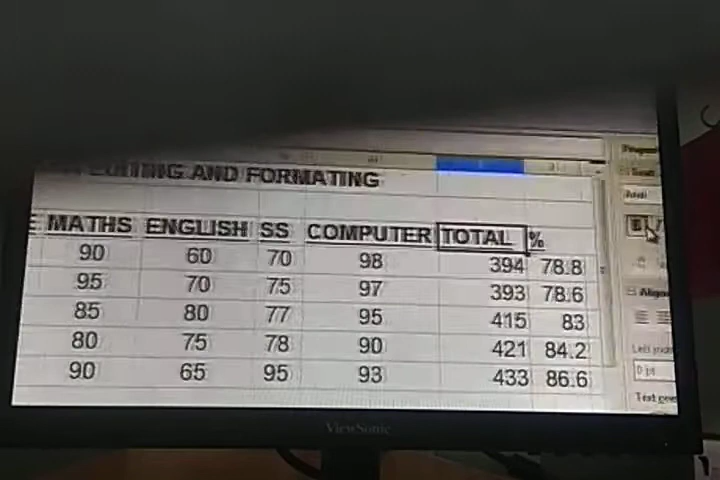 EDITING AND FORMATING
E MATHS ENGLISH SS COMPUTER TOTAL %
90 60 70 98 394 78.8
95 70 75 97 393 78.6
85 80 77 95 415 83
80 75 78 90 421 84.2
90 65 95 93 433 86.6
0 pt
ViewSonic